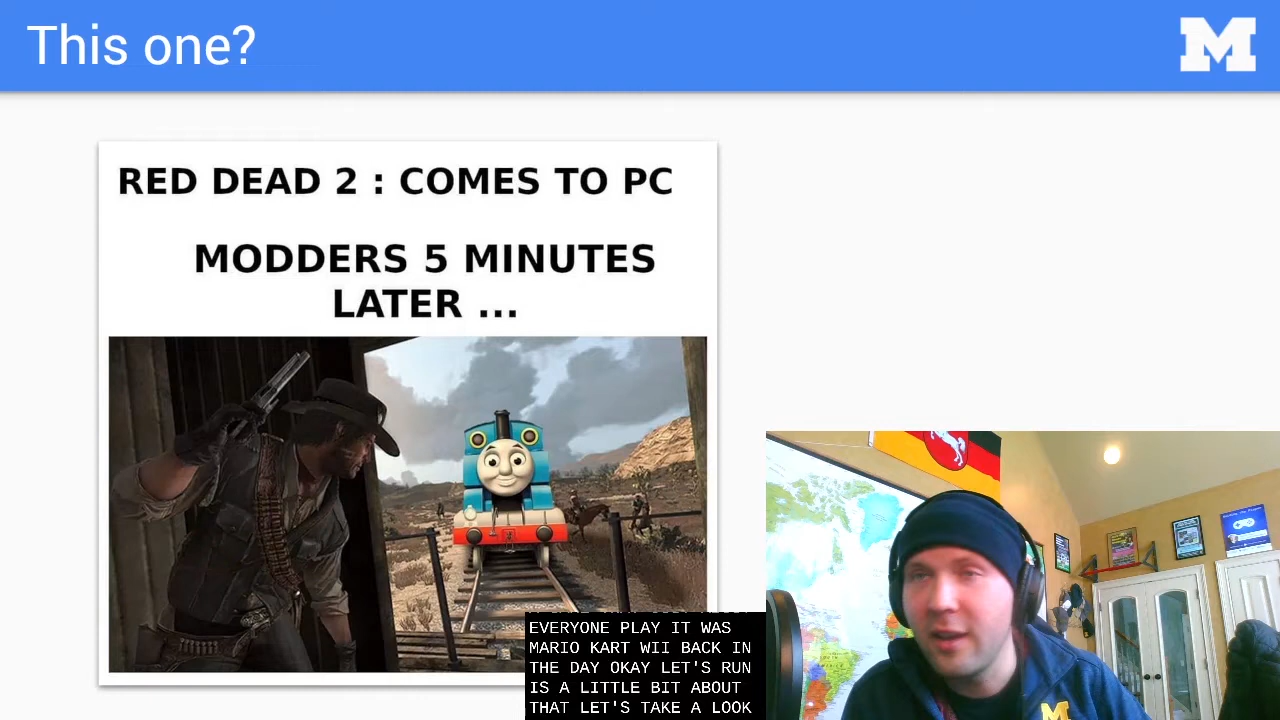 This one?
M
RED DEAD 2 : COMES TO PC
MODDERS 5 MINUTES
LATER ...
EVERYONE PLAY IT WAS
MARIO KART WII BACK IN
THE DAY OKAY LET'S RUN
IS A LITTLE BIT ABOUT
THAT LET'S TAKE A LOOK
M